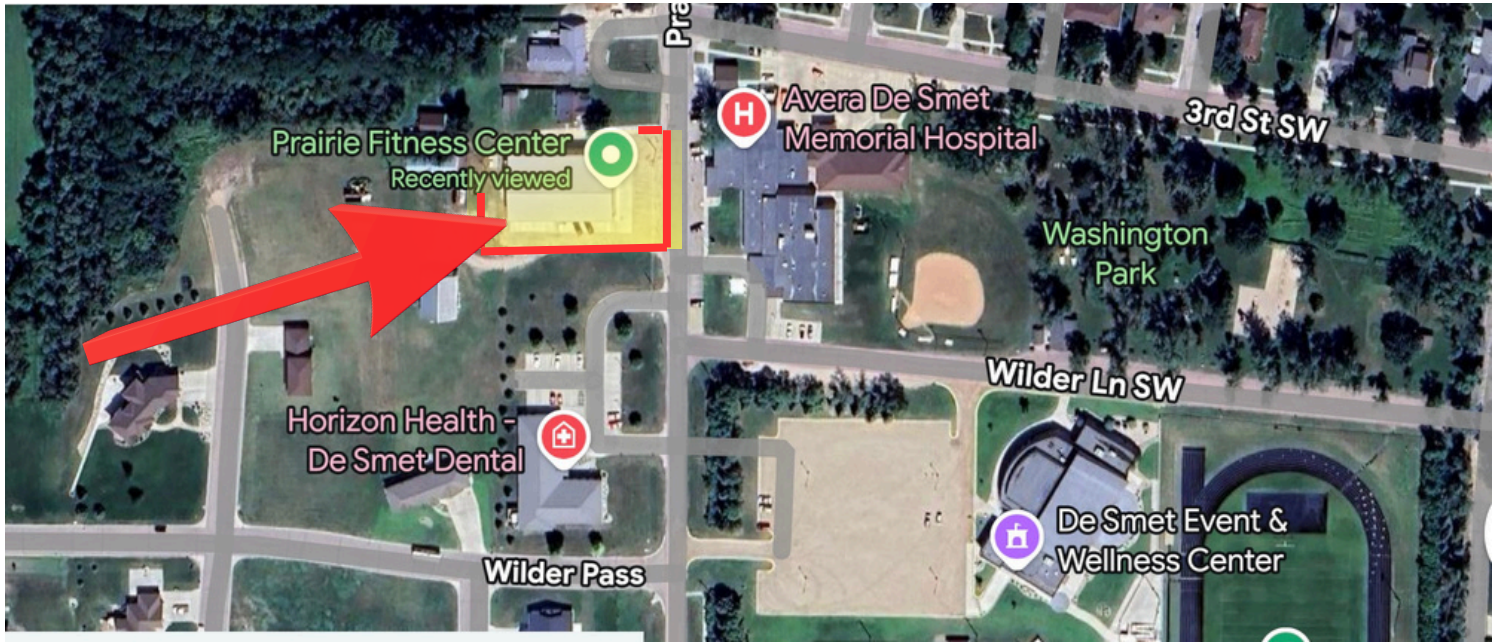 Pra
Avera De Smet
Memorial Hospital
3rd St SW
Prairie Fitness Center
Recently viewed
Washington
Park
Wilder Ln SW
Horizon Health -
De Smet Dental
De Smet Event &
Wellness Center
Wilder Pass
H